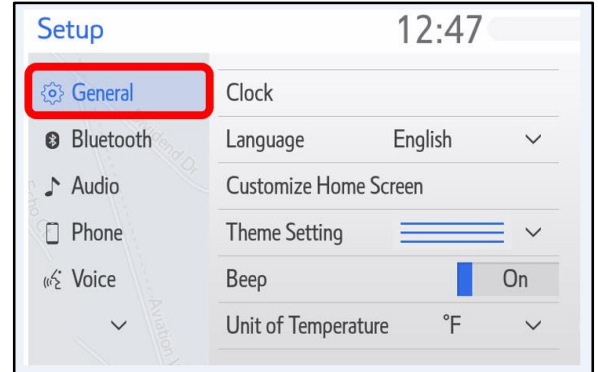 Setup 12:47
General
Clock
Bluetooth
Language English
Audio
Customize Home Screen
Phone
Theme Setting
Voice
Beep On
Unit of Temperature °F
Aviation